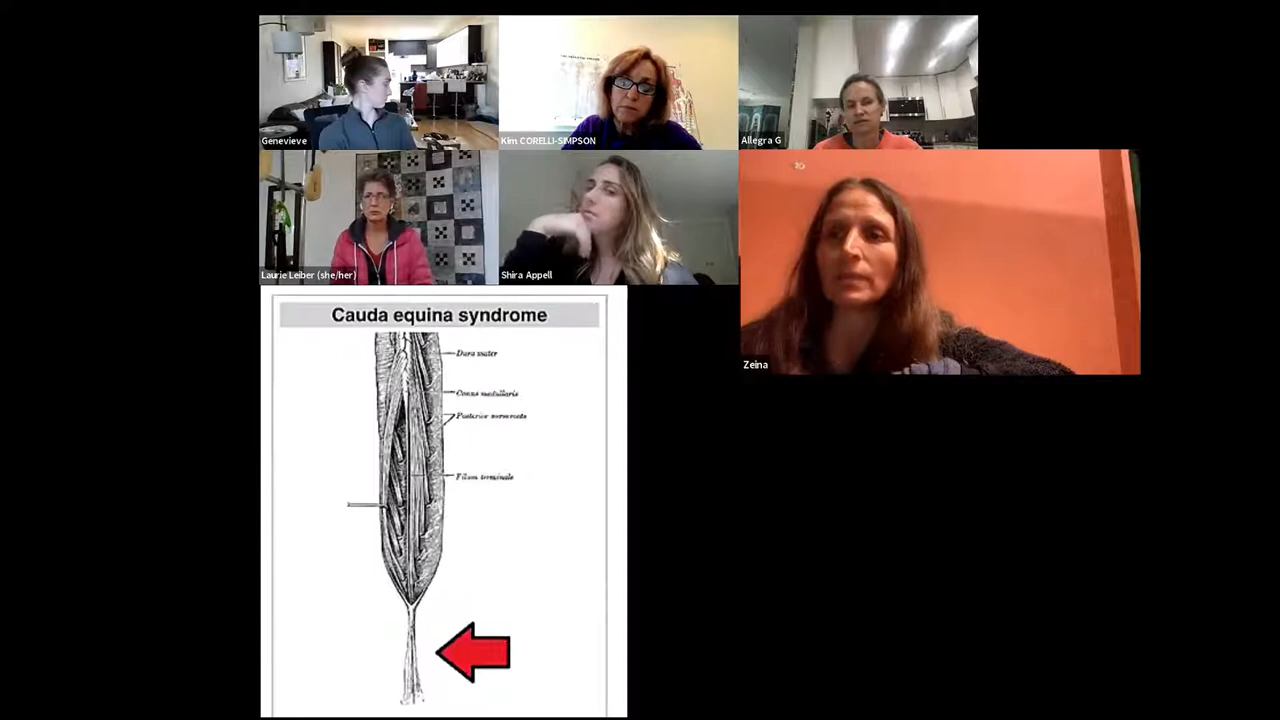 Genevieve
Kim CORELLI-SIMPSON
Allegra G
Laurie Leiber (she/her)
Shira Appell
Zeina
Cauda equina syndrome
Dura mater
Conus medullaris
Posterior nerve roots
Filum terminale